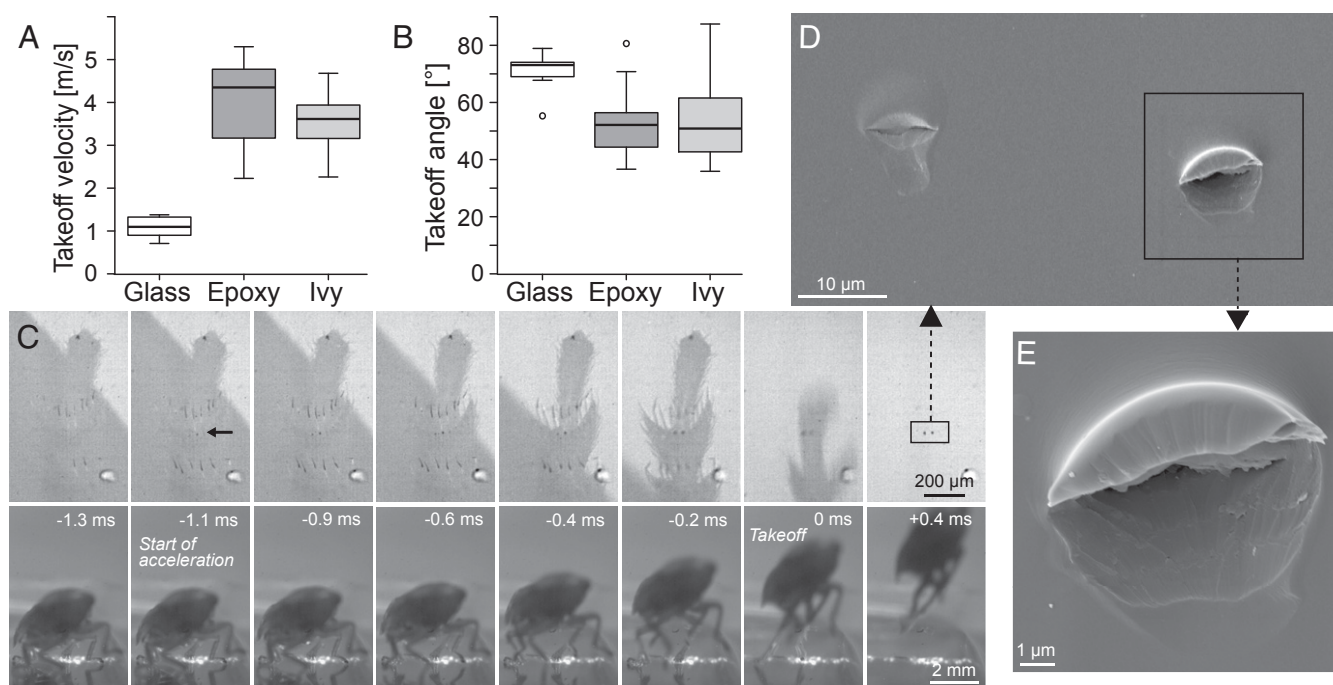 A
Takeoff velocity [m/s]
5
4
3
2
1
0
Glass Epoxy Ivy
B
Takeoff angle [°]
80
60
40
20
0
Glass Epoxy Ivy
D
10 µm
C
200 µm
-1.3 ms
-1.1 ms
-0.9 ms
-0.6 ms
-0.4 ms
-0.2 ms
0 ms
+0.4 ms
Start of
acceleration
Takeoff
2 mm
E
1 µm